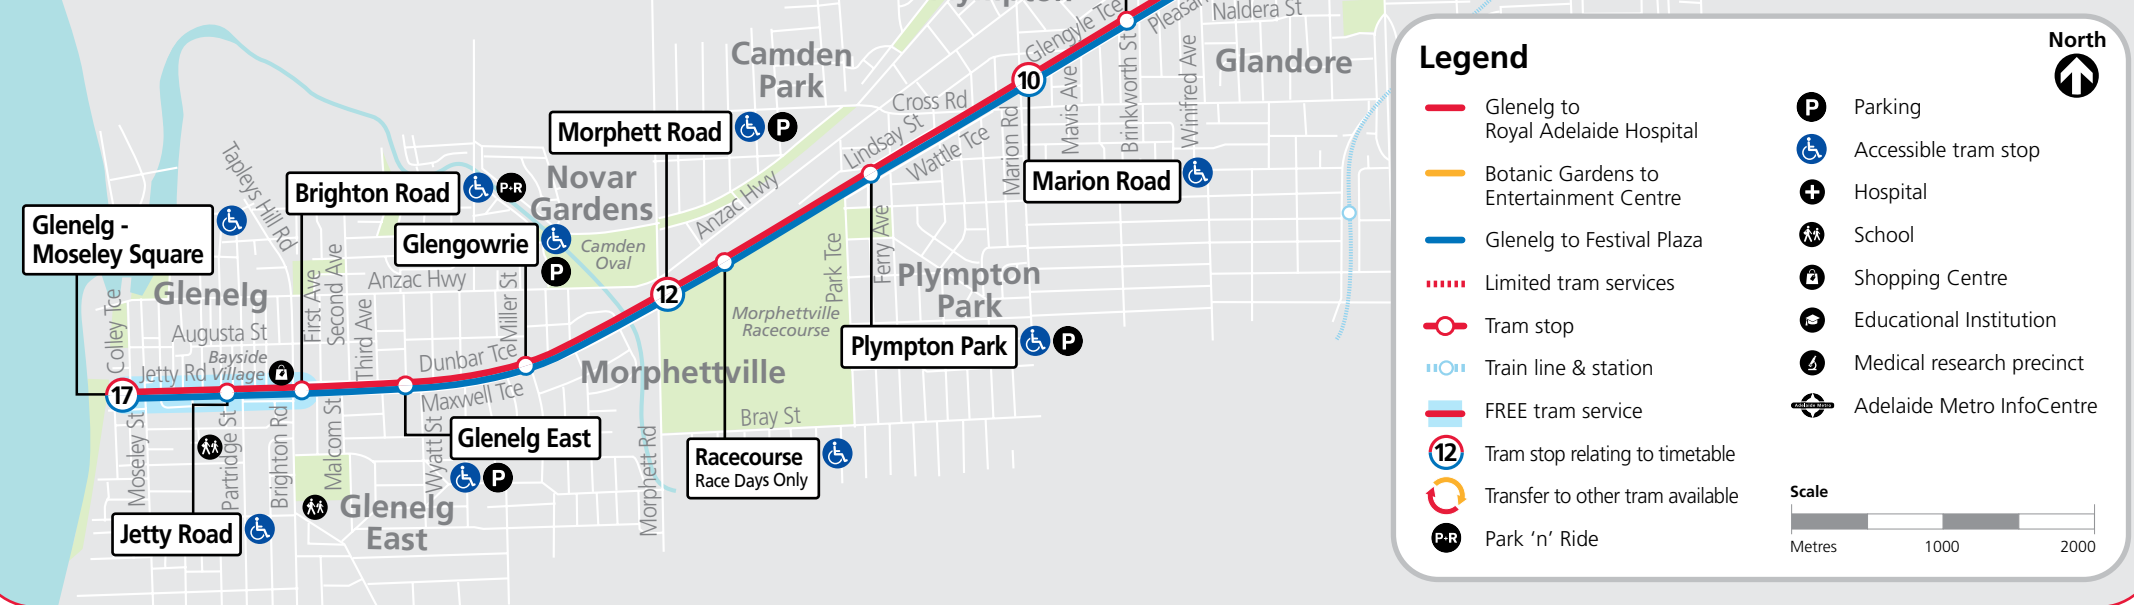 Naldera St
Glengyle Tce
Camden
Park
Glandore
10
Cross Rd
Lindsay St
Wattle Tce
Marion Rd
Mavis Ave
Brinkworth St
Winifred Ave
Morphett Road
P
Marion Road
Tapleys Hill Rd
Brighton Road
P+R
Novar
Gardens
Anzac Hwy
Glenelg -
Moseley Square
Glengowrie
P
Camden
Oval
First Ave
Second Ave
Anzac Hwy
Third Ave
Miller St
Park Tce
Ferry Ave
Plympton
Park
Glenelg
Colley Tce
12
Morphettville
Racecourse
Augusta St
Bayside
Village
Jetty Rd
Dunbar Tce
Plympton Park
P
Morphettville
17
Maxwell Tce
Moseley St
Partridge St
Brighton Rd
Malcom St
Wyatt St
Glenelg East
P
Bray St
Morphett Rd
Racecourse
Race Days Only
Glenelg
East
Jetty Road
Legend
North
Glenelg to
Royal Adelaide Hospital
Botanic Gardens to
Entertainment Centre
Glenelg to Festival Plaza
Limited tram services
Tram stop
Train line & station
FREE tram service
12 Tram stop relating to timetable
Transfer to other tram available
P+R Park ‘n’ Ride
P Parking
Accessible tram stop
Hospital
School
Shopping Centre
Educational Institution
Medical research precinct
Adelaide Metro Adelaide Metro InfoCentre
Scale
Metres 1000 2000